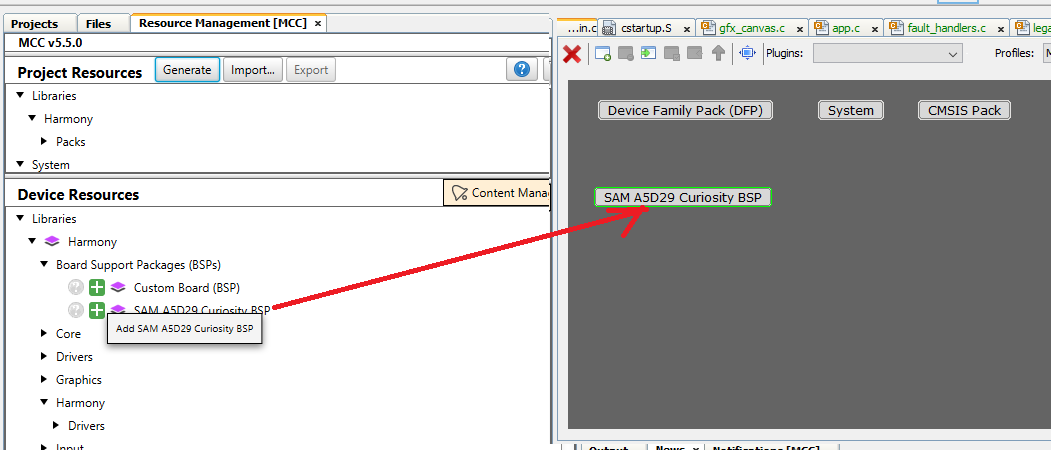 Projects Files Resource Management [MCC] ×
MCC v5.5.0
Project Resources Generate Import... Export ?
Libraries
Harmony
Packs
System
Device Resources Content Mana
Libraries
Harmony
Board Support Packages (BSPs)
? Custom Board (BSP)
? SAM A5D29 Curiosity BSP
Add SAM A5D29 Curiosity BSP
Core
Drivers
Graphics
Harmony
Drivers
Input
...in.c cstartup.S × gfx_canvas.c × app.c × fault_handlers.c × lega
Plugins: Profiles:
Device Family Pack (DFP) System CMSIS Pack
SAM A5D29 Curiosity BSP
Output News × Notifications [MCC]